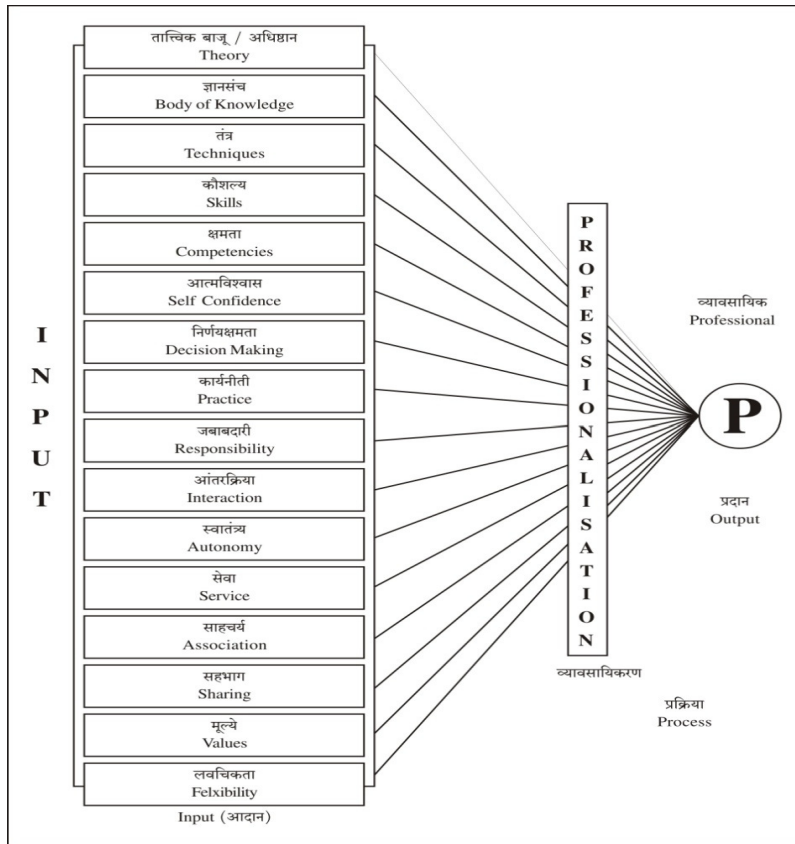 तात्त्विक बाजू / अधिष्ठान
Theory
ज्ञानसंच
Body of Knowledge
तंत्र
Techniques
कौशल्य
Skills
क्षमता
Competencies
आत्मविश्वास
Self Confidence
निर्णयक्षमता
Decision Making
कार्यनीती
Practice
जबाबदारी
Responsibility
आंतरक्रिया
Interaction
स्वातंत्र्य
Autonomy
सेवा
Service
साहचर्य
Association
सहभाग
Sharing
मूल्ये
Values
लवचिकता
Felxibility
Input (आदान)
INPUT
PROFESSIONALISATION
व्यावसायिकरण
प्रक्रिया
Process
व्यावसायिक
Professional
P
प्रदान
Output